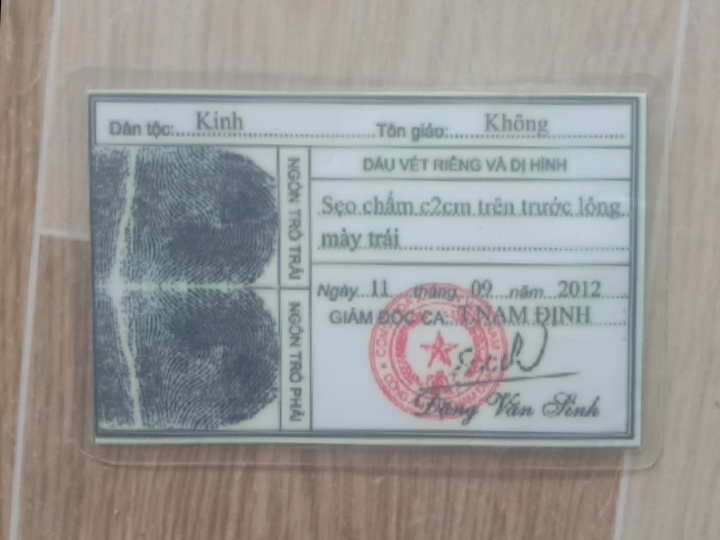 Dân tộc: Kinh Tôn giáo: Không
NGÓN TRỎ TRÁI
NGÓN TRỎ PHẢI
DẤU VẾT RIÊNG VÀ DỊ HÌNH
Sẹo chấm c2cm trên trước lông
mày trái
Ngày 11 tháng 09 năm 2012
GIÁM ĐỐC CA: T.NAM ĐỊNH
Đặng Văn Sinh